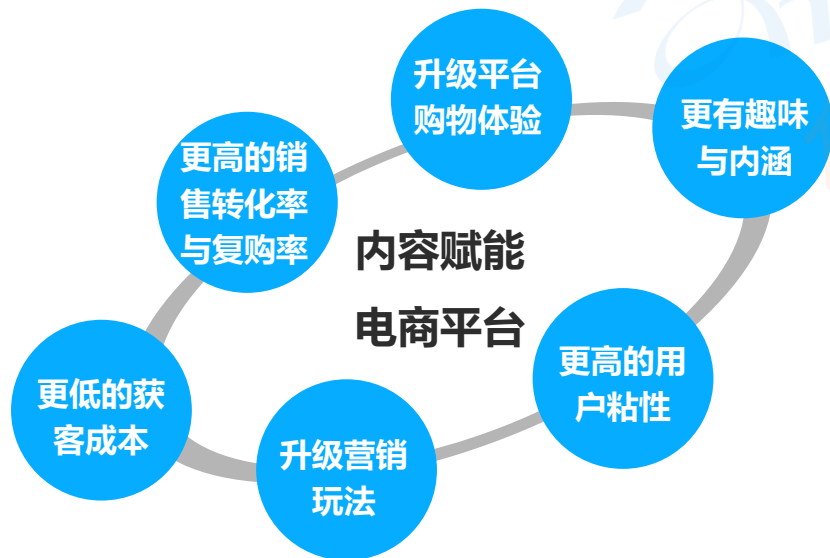 升级平台
购物体验
更有趣味
与内涵
更高的销
售转化率
与复购率
内容赋能
电商平台
更高的用
户粘性
更低的获
客成本
升级营销
玩法